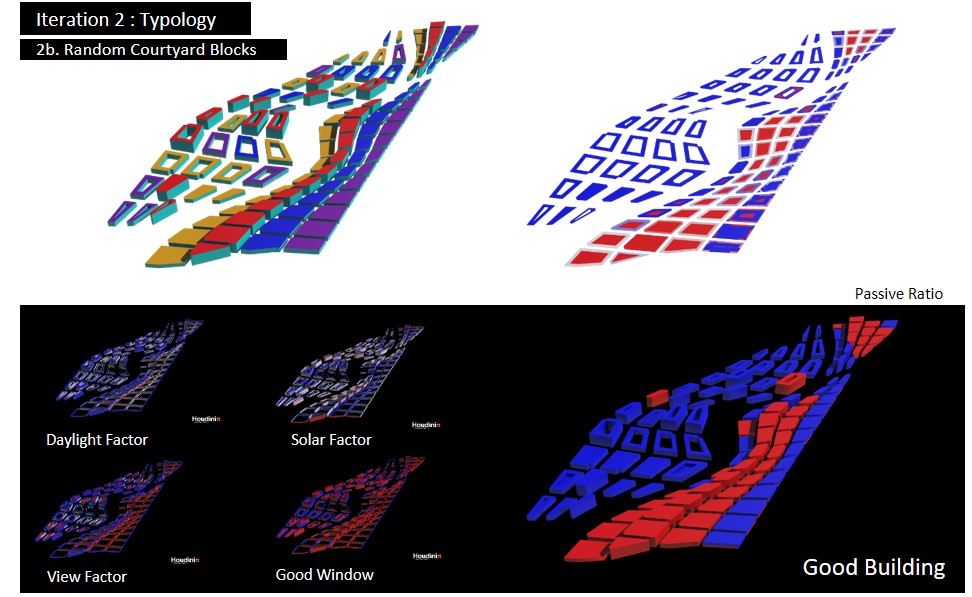 Iteration 2 : Typology
2b. Random Courtyard Blocks
Passive Ratio
Houdini
Houdini
Daylight Factor
Solar Factor
Houdini
Houdini
View Factor
Good Window
Good Building